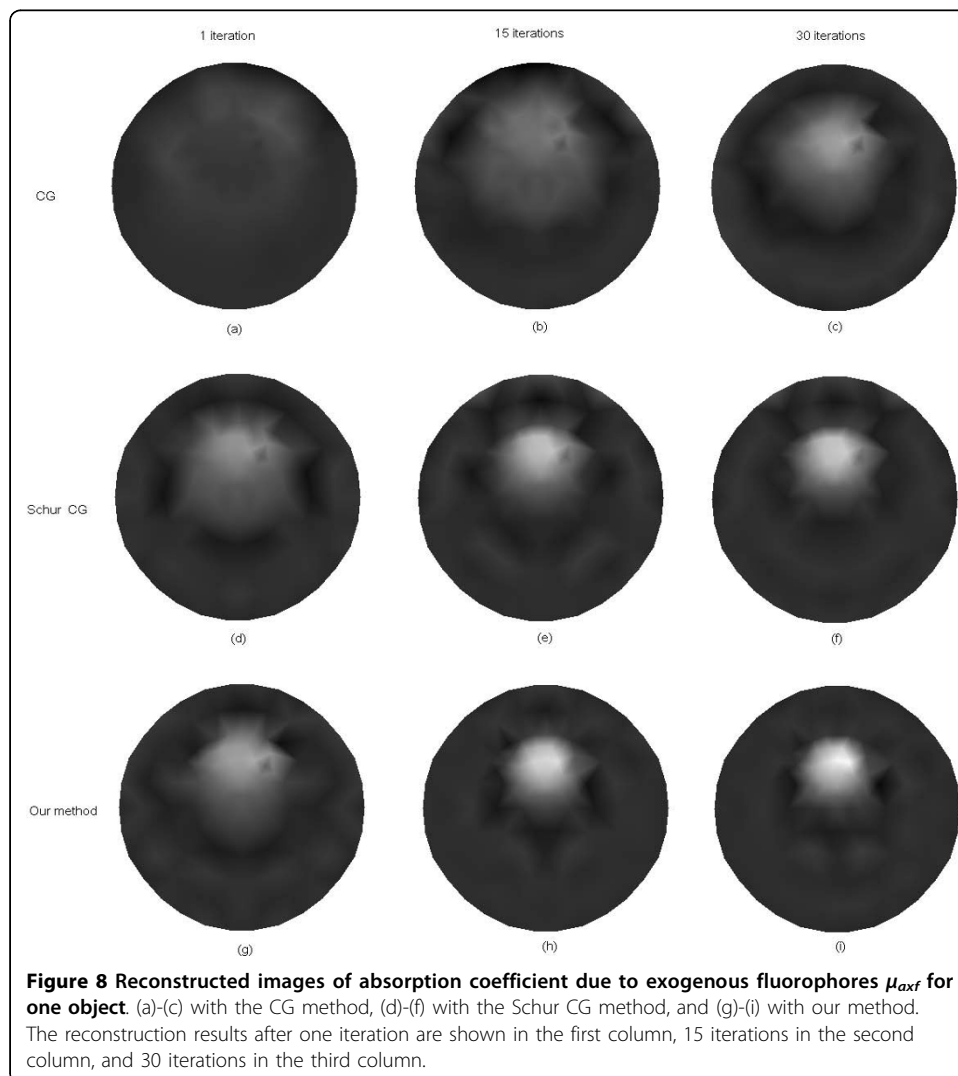 1 iteration
15 iterations
30 iterations
CG
(a)
(b)
(c)
Schur CG
(d)
(e)
(f)
Our method
(g)
(h)
(i)
Figure 8 Reconstructed images of absorption coefficient due to exogenous fluorophores μaxf for
one object. (a)-(c) with the CG method, (d)-(f) with the Schur CG method, and (g)-(i) with our method.
The reconstruction results after one iteration are shown in the first column, 15 iterations in the second
column, and 30 iterations in the third column.